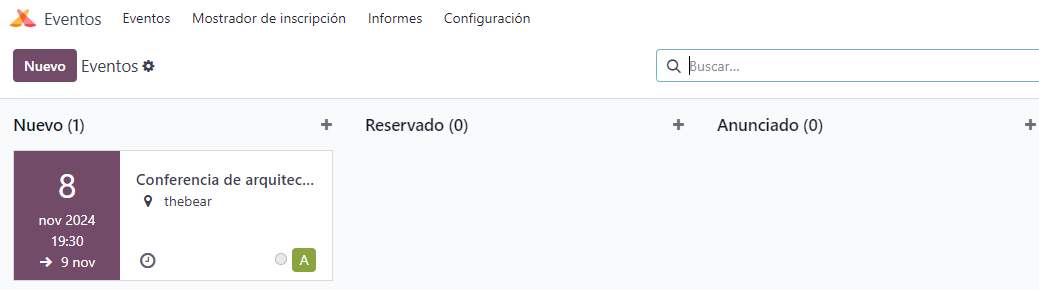 Eventos Eventos Mostrador de inscripción Informes Configuración
Nuevo Eventos Buscar...
Nuevo (1) + Reservado (0) + Anunciado (0) +
8
nov 2024
19:30
→ 9 nov
Conferencia de arquitec...
thebear
A